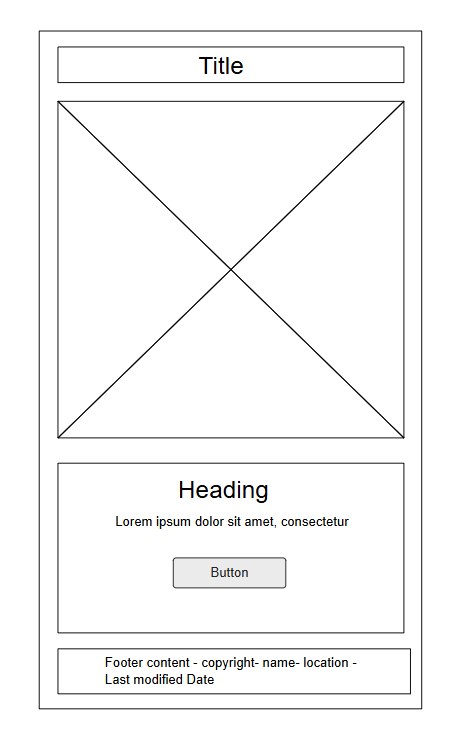 Title
Heading
Lorem ipsum dolor sit amet, consectetur
Button
Footer content - copyright- name- location -
Last modified Date